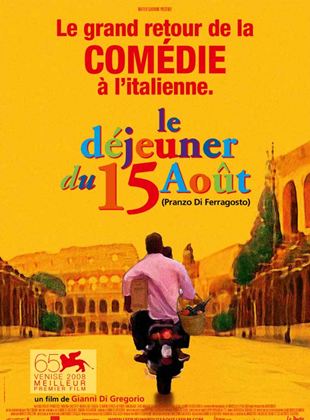 Le grand retour de la
COMÉDIE
à l'italienne.
le
déjeuner
du 15 Août
(Pranzo Di Ferragosto)
65
VENISE 2008
MEILLEUR
PREMIER FILM
un film de Gianni Di Gregorio